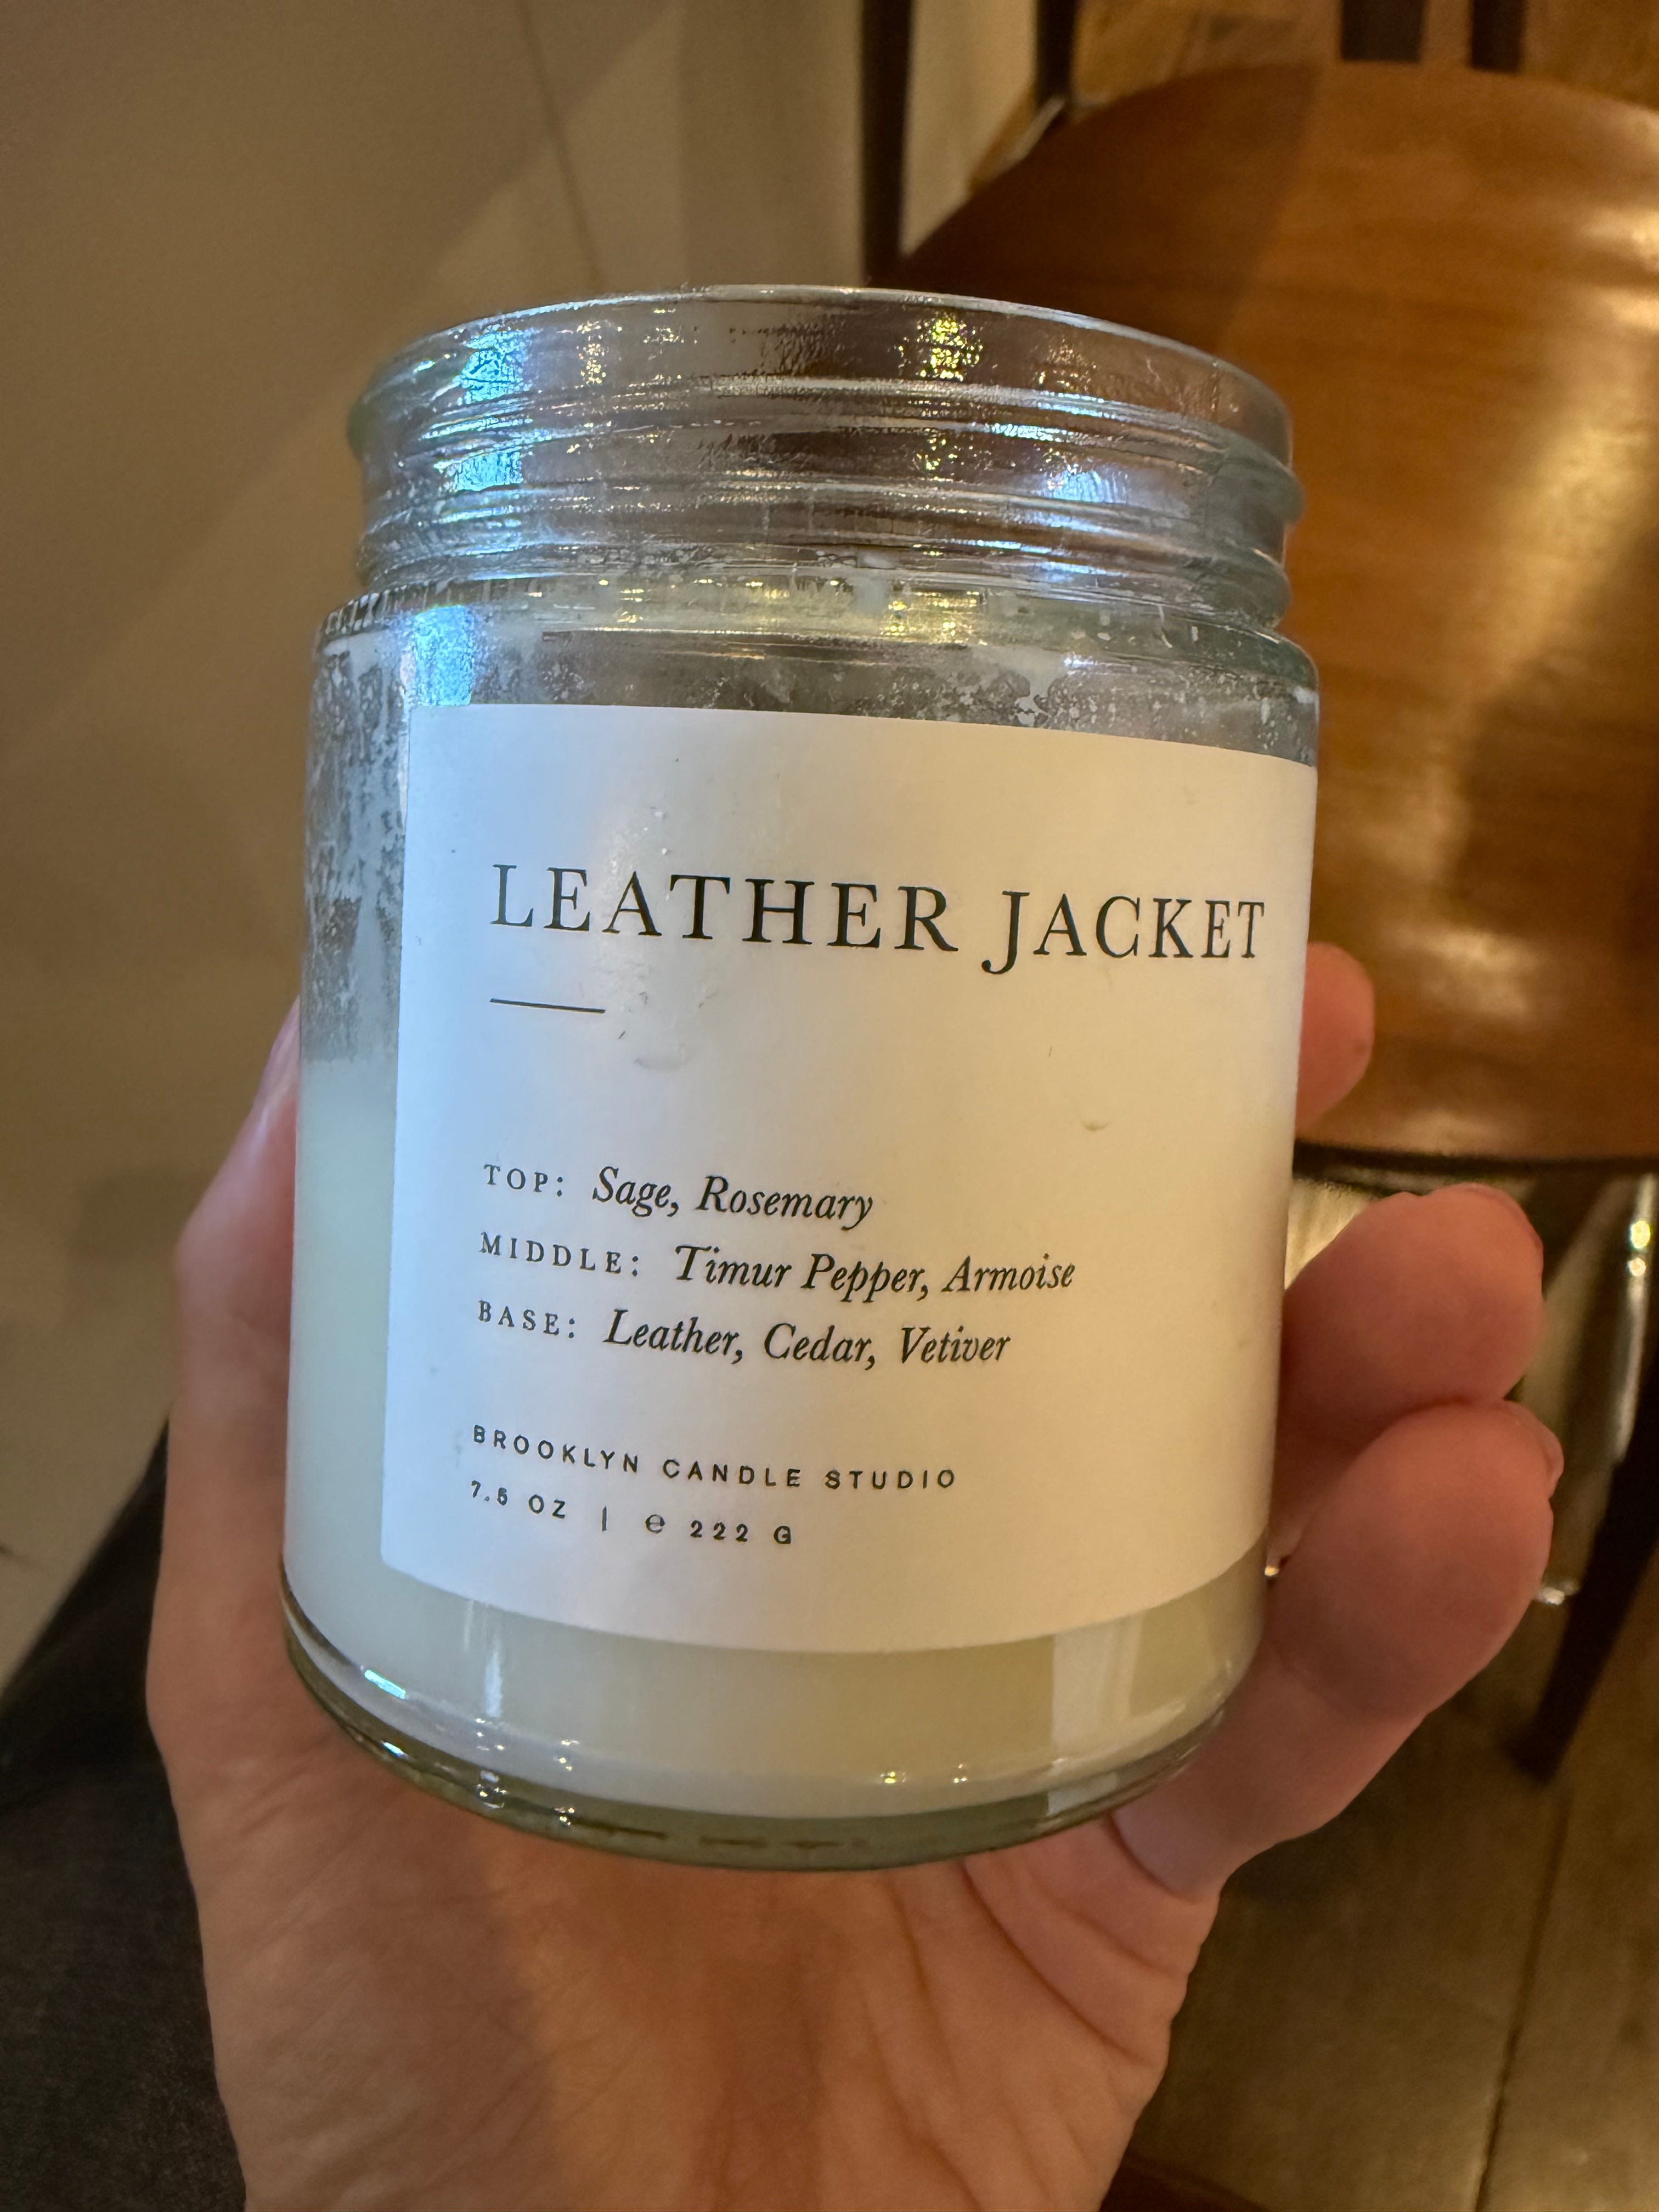 LEATHER JACKET
TOP: Sage, Rosemary
MIDDLE: Timur Pepper, Armoise
BASE: Leather, Cedar, Vetiver
BROOKLYN CANDLE STUDIO
7.5 OZ | ℮ 222 G